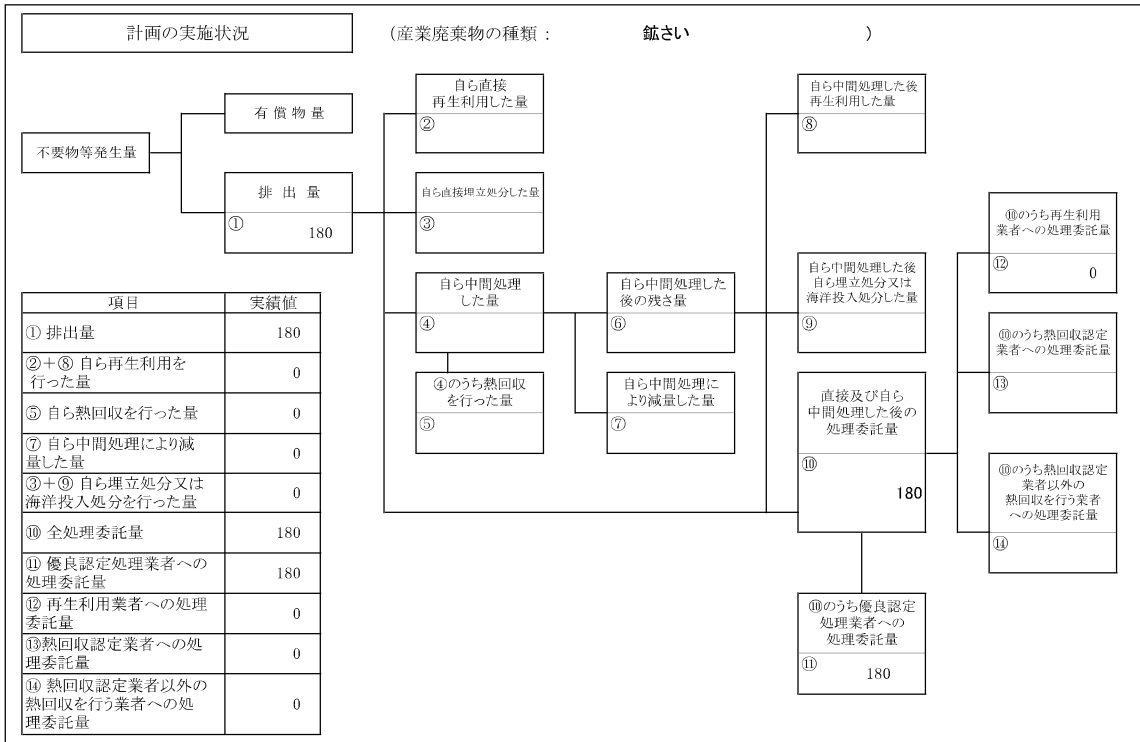 計画の実施状況
(産業廃棄物の種類： 鉱さい )
不要物等発生量
有償物量
排出量
①
180
自ら直接
再生利用した量
②
自ら直接埋立処分した量
③
自ら中間処理
した量
④
④のうち熱回収
を行った量
⑤
自ら中間処理した
後の残さ量
⑥
自ら中間処理に
より減量した量
⑦
自ら中間処理した後
再生利用した量
⑧
自ら中間処理した後
自ら埋立処分又は
海洋投入処分した量
⑨
直接及び自ら
中間処理した後の
処理委託量
⑩
180
⑩のうち優良認定
処理業者への
処理委託量
⑪
180
⑩のうち再生利用
業者への処理委託量
⑫
0
⑩のうち熱回収認定
業者への処理委託量
⑬
⑩のうち熱回収認定
業者以外の
熱回収を行う業者
への処理委託量
⑭
項目 実績値
① 排出量 180
②＋⑧ 自ら再生利用を
行った量 0
⑤ 自ら熱回収を行った量 0
⑦ 自ら中間処理により減
量した量 0
③＋⑨ 自ら埋立処分又は
海洋投入処分を行った量 0
⑩ 全処理委託量 180
⑪ 優良認定処理業者への
処理委託量 180
⑫ 再生利用業者への処理
委託量 0
⑬熱回収認定業者への処
理委託量 0
⑭ 熱回収認定業者以外の
熱回収を行う業者への処
理委託量 0